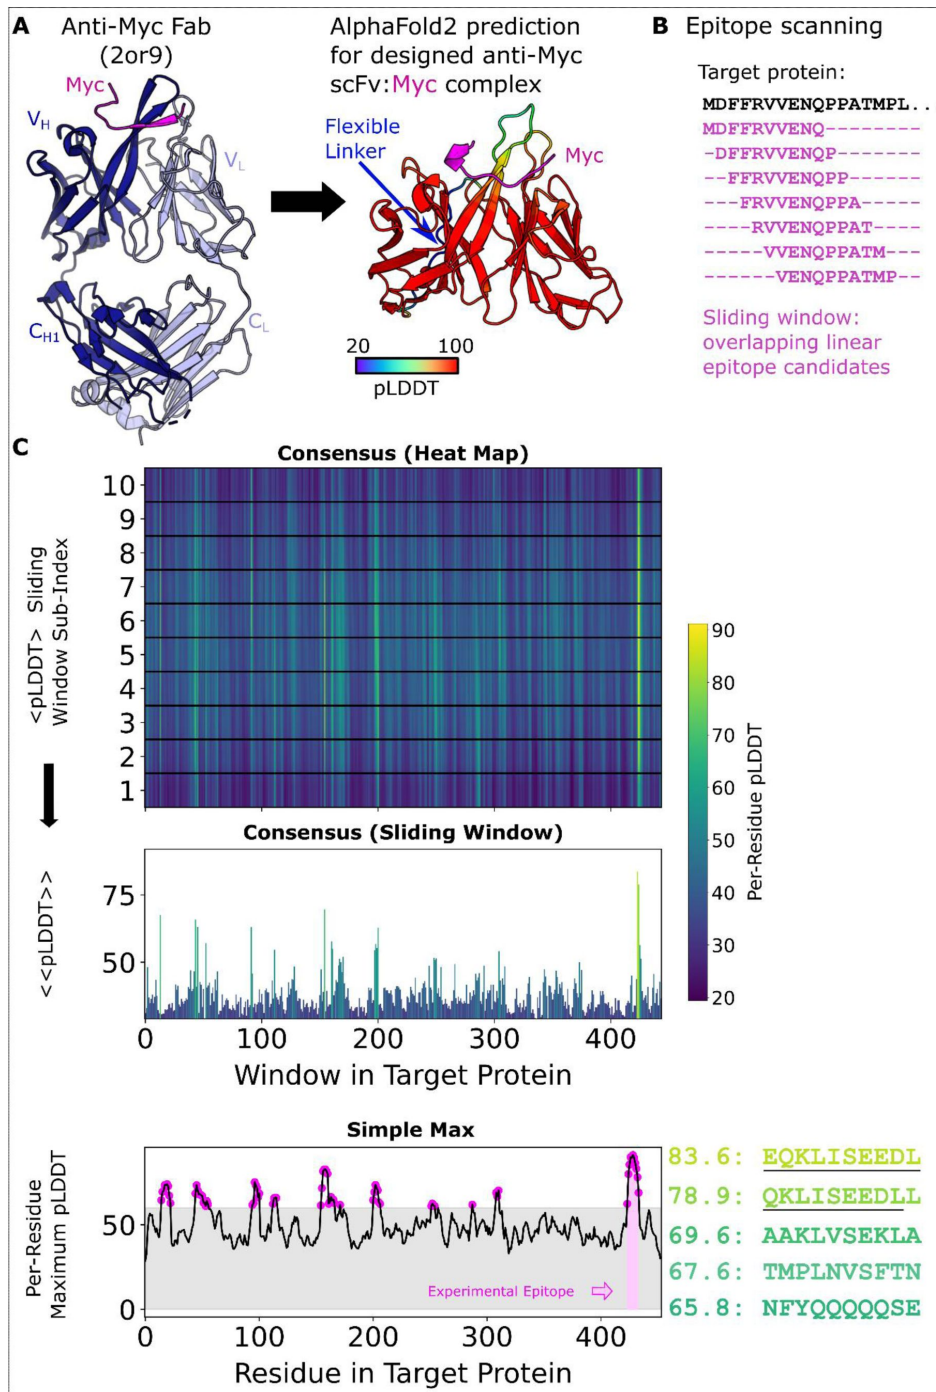 A
Anti-Myc Fab
(2or9)
Myc
VH
VL
CH1
CL
AlphaFold2 prediction
for designed anti-Myc
scFv:Myc complex
Flexible
Linker
Myc
20 100
pLDDT
B Epitope scanning
Target protein:
MDFFRVVENQPPATMPL..
MDFFRVVENQ--------
-DFFRVVENQP-------
--FFRVVENQPP------
---FRVVENQPPA-----
----RVVENQPPAT----
-----VVENQPPATM---
------VENQPPATMP--
Sliding window:
overlapping linear
epitope candidates
C
Consensus (Heat Map)
<pLDDT> Sliding
Window Sub-Index
10
9
8
7
6
5
4
3
2
1
90
80
70
60
50
40
30
20
Per-Residue pLDDT
Consensus (Sliding Window)
<<pLDDT>>
75
50
0 100 200 300 400
Window in Target Protein
Simple Max
Per-Residue
Maximum pLDDT
50
0
Experimental Epitope
0 100 200 300 400
Residue in Target Protein
83.6: EQKLISEEDL
78.9: QKLISEEDLL
69.6: AAKLVSEKLA
67.6: TMPLNVSFTN
65.8: NFYQQQQQSE